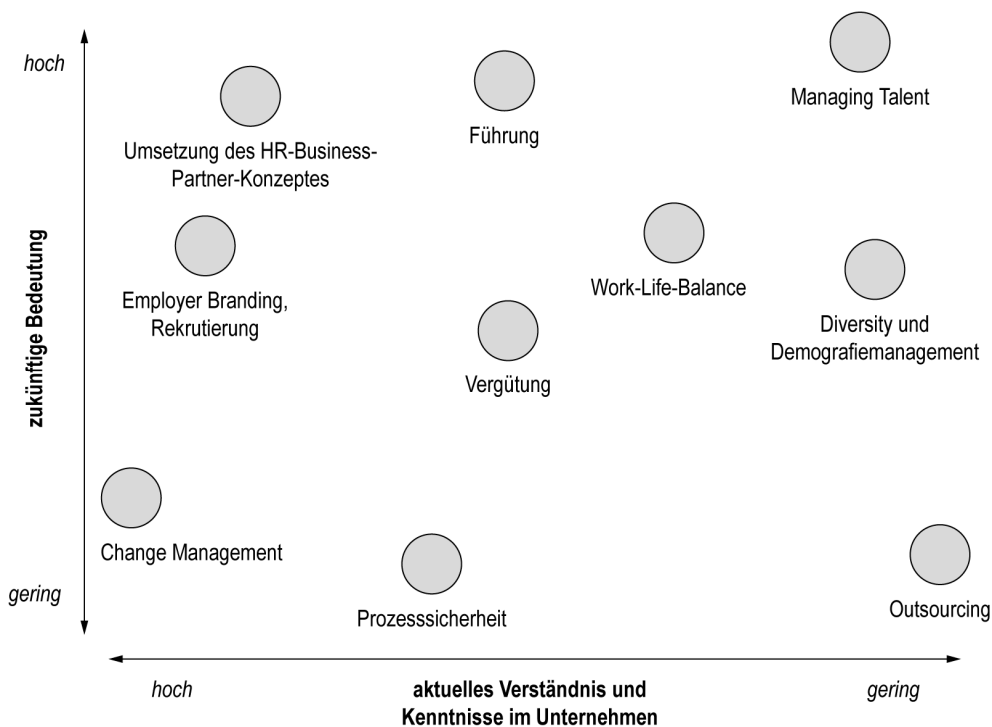 hoch
Managing Talent
Führung
Umsetzung des HR-Business-
Partner-Konzeptes
zukünftige Bedeutung
Work-Life-Balance
Employer Branding,
Rekrutierung
Diversity und
Demografiemanagement
Vergütung
Change Management
gering
Prozesssicherheit
Outsourcing
hoch
aktuelles Verständnis und
Kenntnisse im Unternehmen
gering